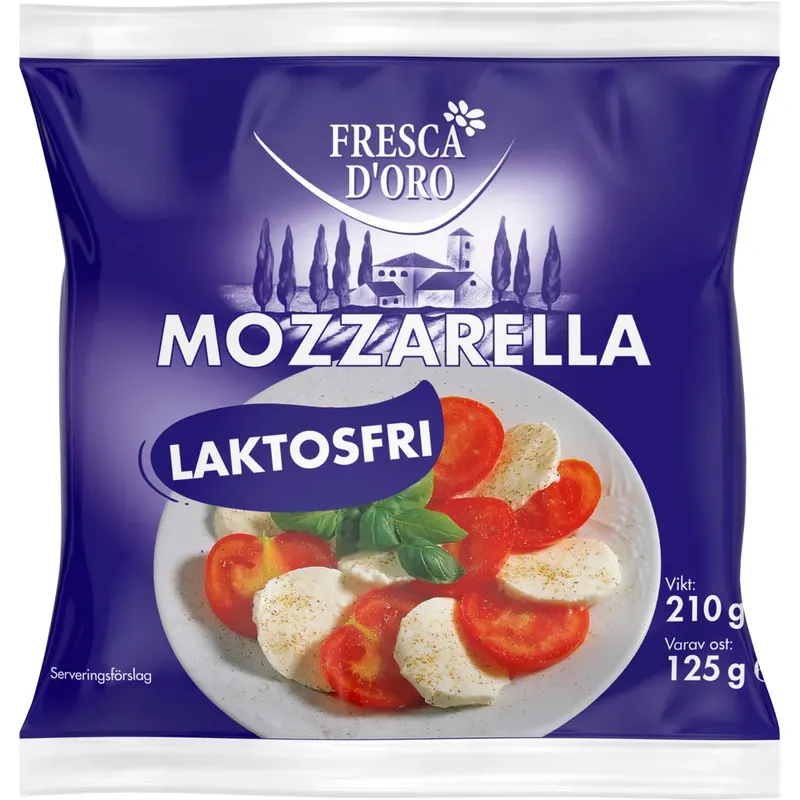 FRESCA
D'ORO
MOZZARELLA
LAKTOSFRI
Vikt:
210 g
Varav ost:
125 g
Serveringsförslag